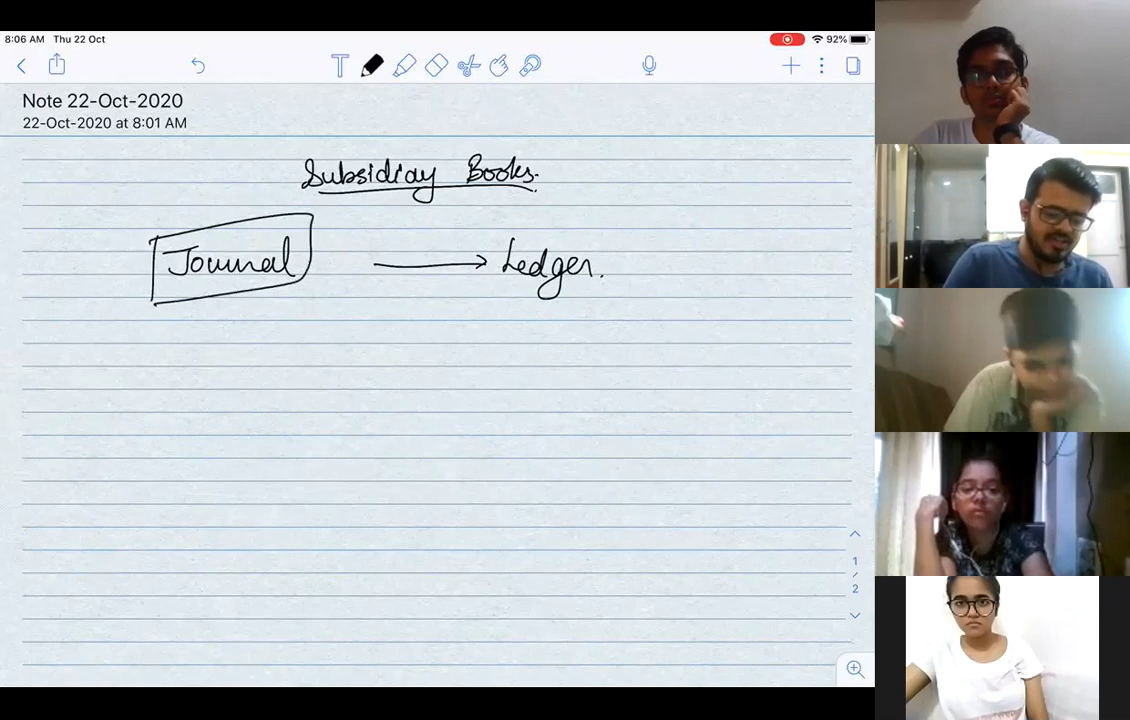 8:06 AM Thu 22 Oct
92%
T
Note 22-Oct-2020
22-Oct-2020 at 8:01 AM
Subsidiay Books.
Journal → Ledger.
1
/
2